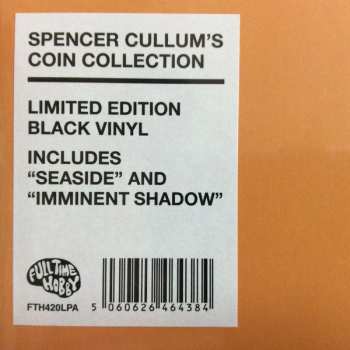 SPENCER CULLUM'S
COIN COLLECTION
LIMITED EDITION
BLACK VINYL
INCLUDES
“SEASIDE” AND
“IMMINENT SHADOW”
FULL TIME
HOBBY
FTH420LPA
5 060626 464384